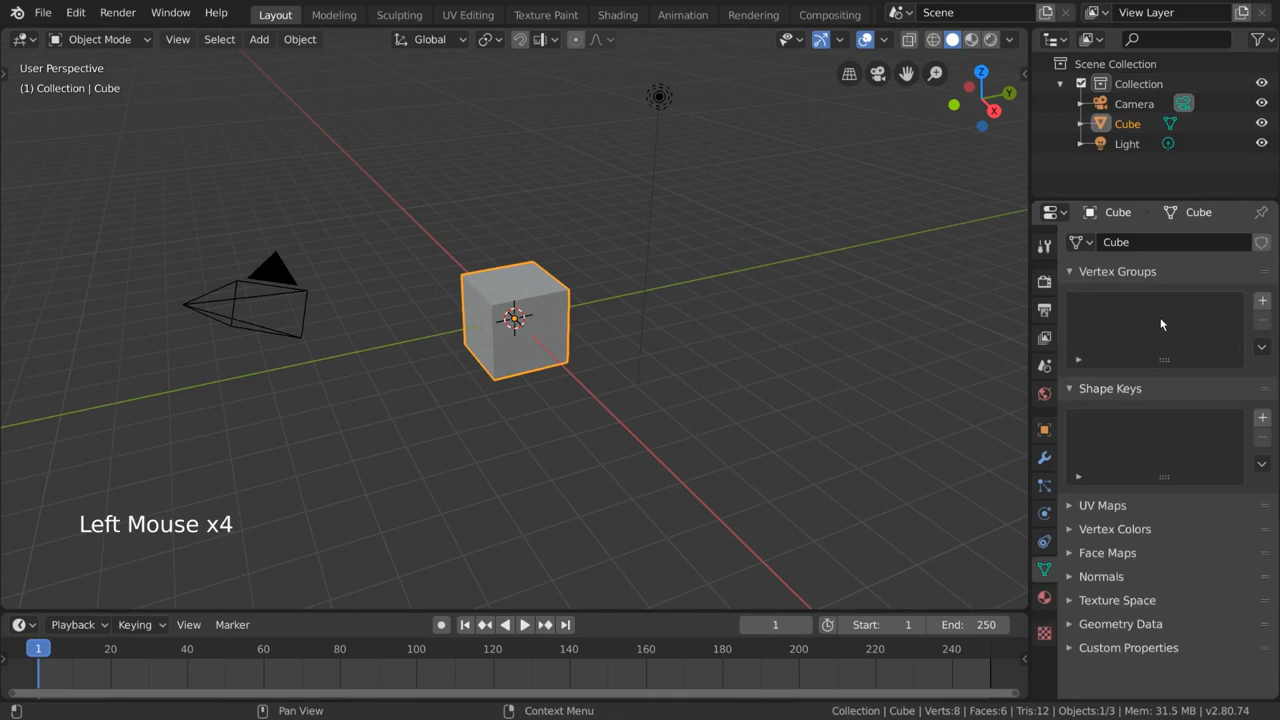 File Edit Render Window Help Layout Modeling Sculpting UV Editing Texture Paint Shading Animation Rendering Compositing Scene View Layer
Object Mode View Select Add Object Global
User Perspective
(1) Collection | Cube
Z
Y
X
Scene Collection
Collection
Camera
Cube
Light
Cube Cube
Cube
Vertex Groups
Shape Keys
UV Maps
Vertex Colors
Face Maps
Normals
Texture Space
Geometry Data
Custom Properties
Left Mouse x4
Playback Keying View Marker 1 Start: 1 End: 250
1 20 40 60 80 100 120 140 160 180 200 220 240
Pan View Context Menu Collection | Cube | Verts:8 | Faces:6 | Tris:12 | Objects:1/3 | Mem: 31.5 MB | v2.80.74